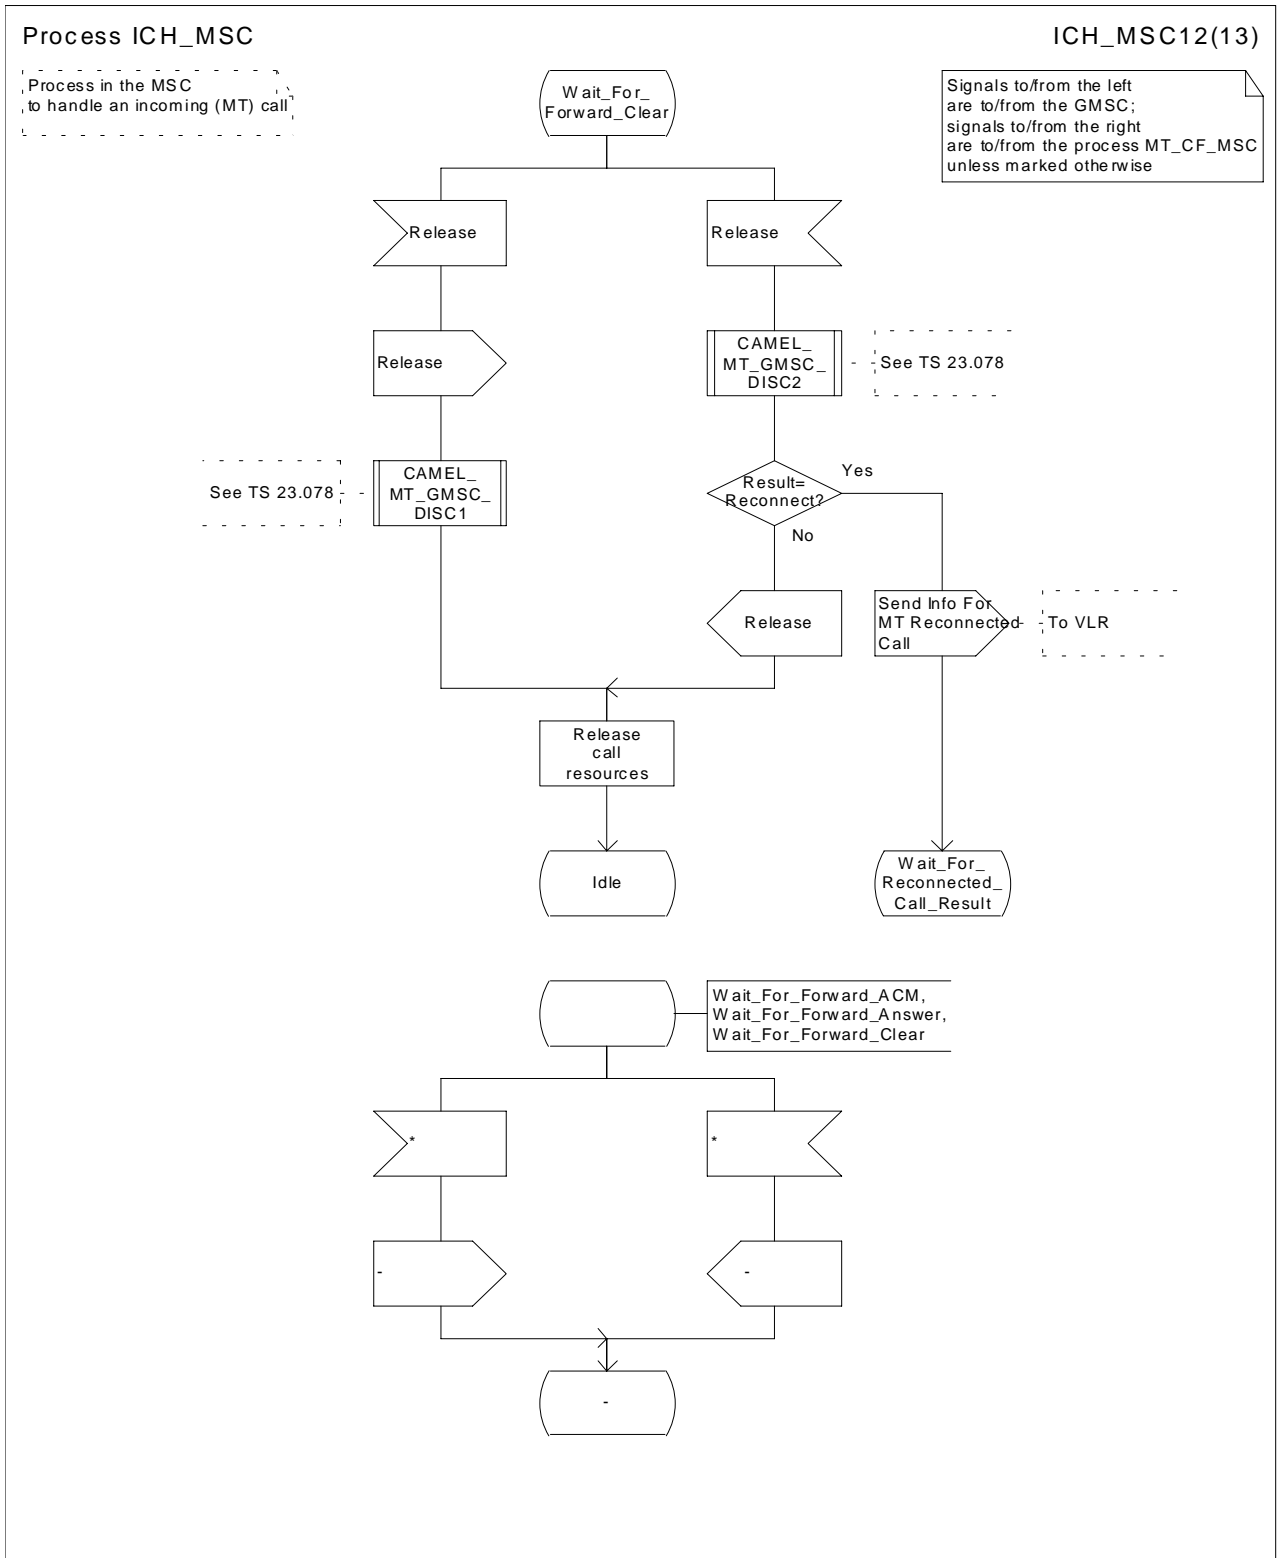 Process ICH_MSC
ICH_MSC12(13)
Process in the MSC
to handle an incoming (MT) call
Signals to/from the left
are to/from the GMSC;
signals to/from the right
are to/from the process MT_CF_MSC
unless marked otherwise
Wait_For_
Forward_Clear
Release
Release
Release
CAMEL_
MT_GMSC_
DISC2
See TS 23.078
See TS 23.078
CAMEL_
MT_GMSC_
DISC1
Result=
Reconnect?
Yes
No
Release
Send Info For
MT Reconnected
Call
To VLR
Release
call
resources
Idle
Wait_For_
Reconnected_
Call_Result
Wait_For_Forward_ACM,
Wait_For_Forward_Answer,
Wait_For_Forward_Clear
*
*
-
-
-